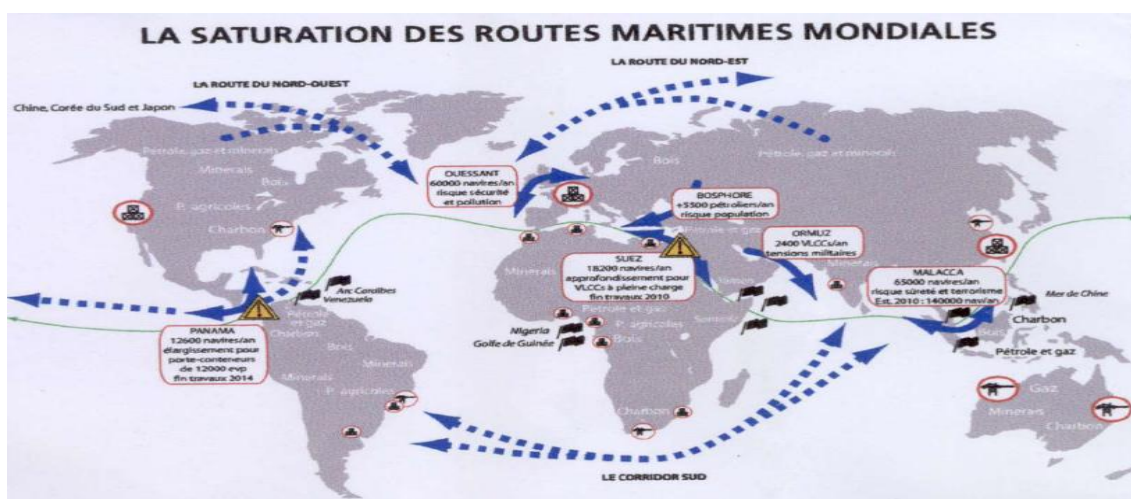 LA SATURATION DES ROUTES MARITIMES MONDIALES
LA ROUTE DU NORD-OUEST
LA ROUTE DU NORD-EST
Chine, Corée du Sud et Japon
Pétrole, gaz et minerais
Minerais
Bois
P. agricoles
Charbon
OUESSANT
60000 navires/an
risque sécurité
et pollution
Bois
Pétrole, gaz et minerais
BOSPHORE
+5500 pétroliers/an
risque population
Pétrole et gaz
ORMUZ
2400 VLCCs/an
tensions militaires
Minerais
SUEZ
18200 navires/an
approfondissement pour
VLCCs à pleine charge
fin travaux 2010
Minerais
MALACCA
65000 navires/an
risque sûreté et terrorisme
Est. 2010 : 140000 nav/an
Mer de Chine
Arc Caraïbes
Venezuela
Pétrole
et gaz
Charbon
PANAMA
12600 navires/an
élargissement pour
porte-conteneurs
de 12000 evp
fin travaux 2014
Nigeria
Golfe de Guinée
Pétrole et gaz
P. agricoles
Bois
Charbon
Bois
Pétrole et gaz
Bois
Minerais
Minerais
P. agricoles
Charbon
Gaz
Minerais
Charbon
LE CORRIDOR SUD